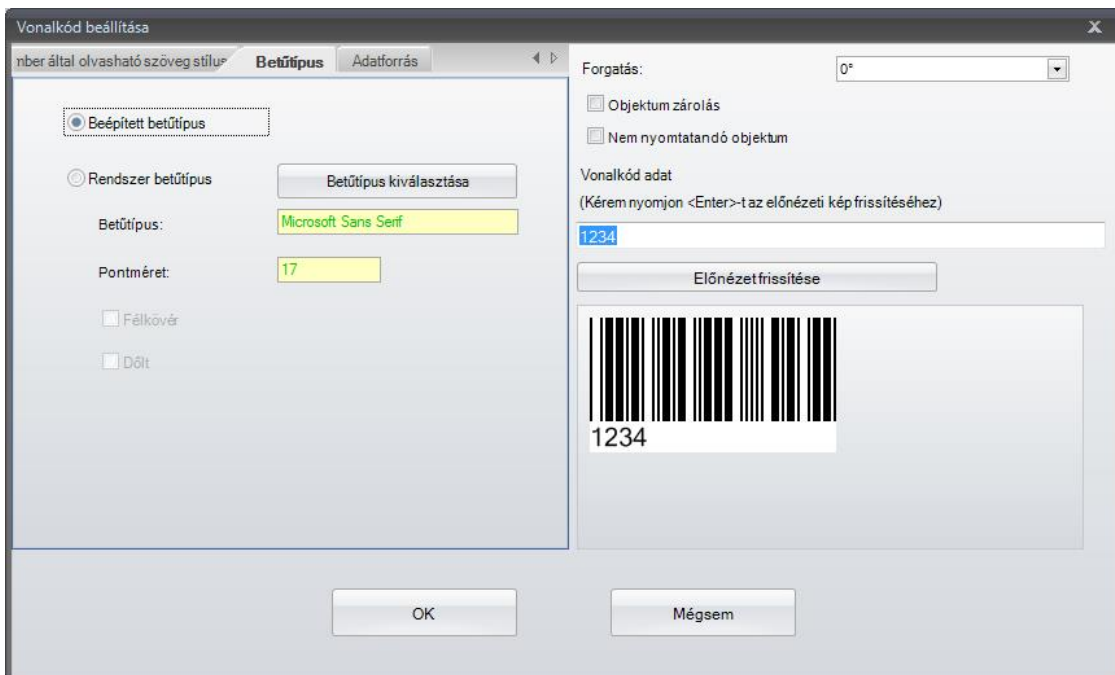 Vonalkód beállítása
X
nber által olvasható szöveg stílus
Betűtípus
Adatforrás
Beépített betűtípus
Rendszer betűtípus
Betűtípus kiválasztása
Betűtípus:
Microsoft Sans Serif
Pontméret:
17
Félkövér
Dőlt
Forgatás:
0°
Objektum zárolás
Nem nyomtatandó objektum
Vonalkód adat
(Kérem nyomjon <Enter>-t az előnézeti kép frissítéséhez)
1234
Előnézet frissítése
1234
OK
Mégsem